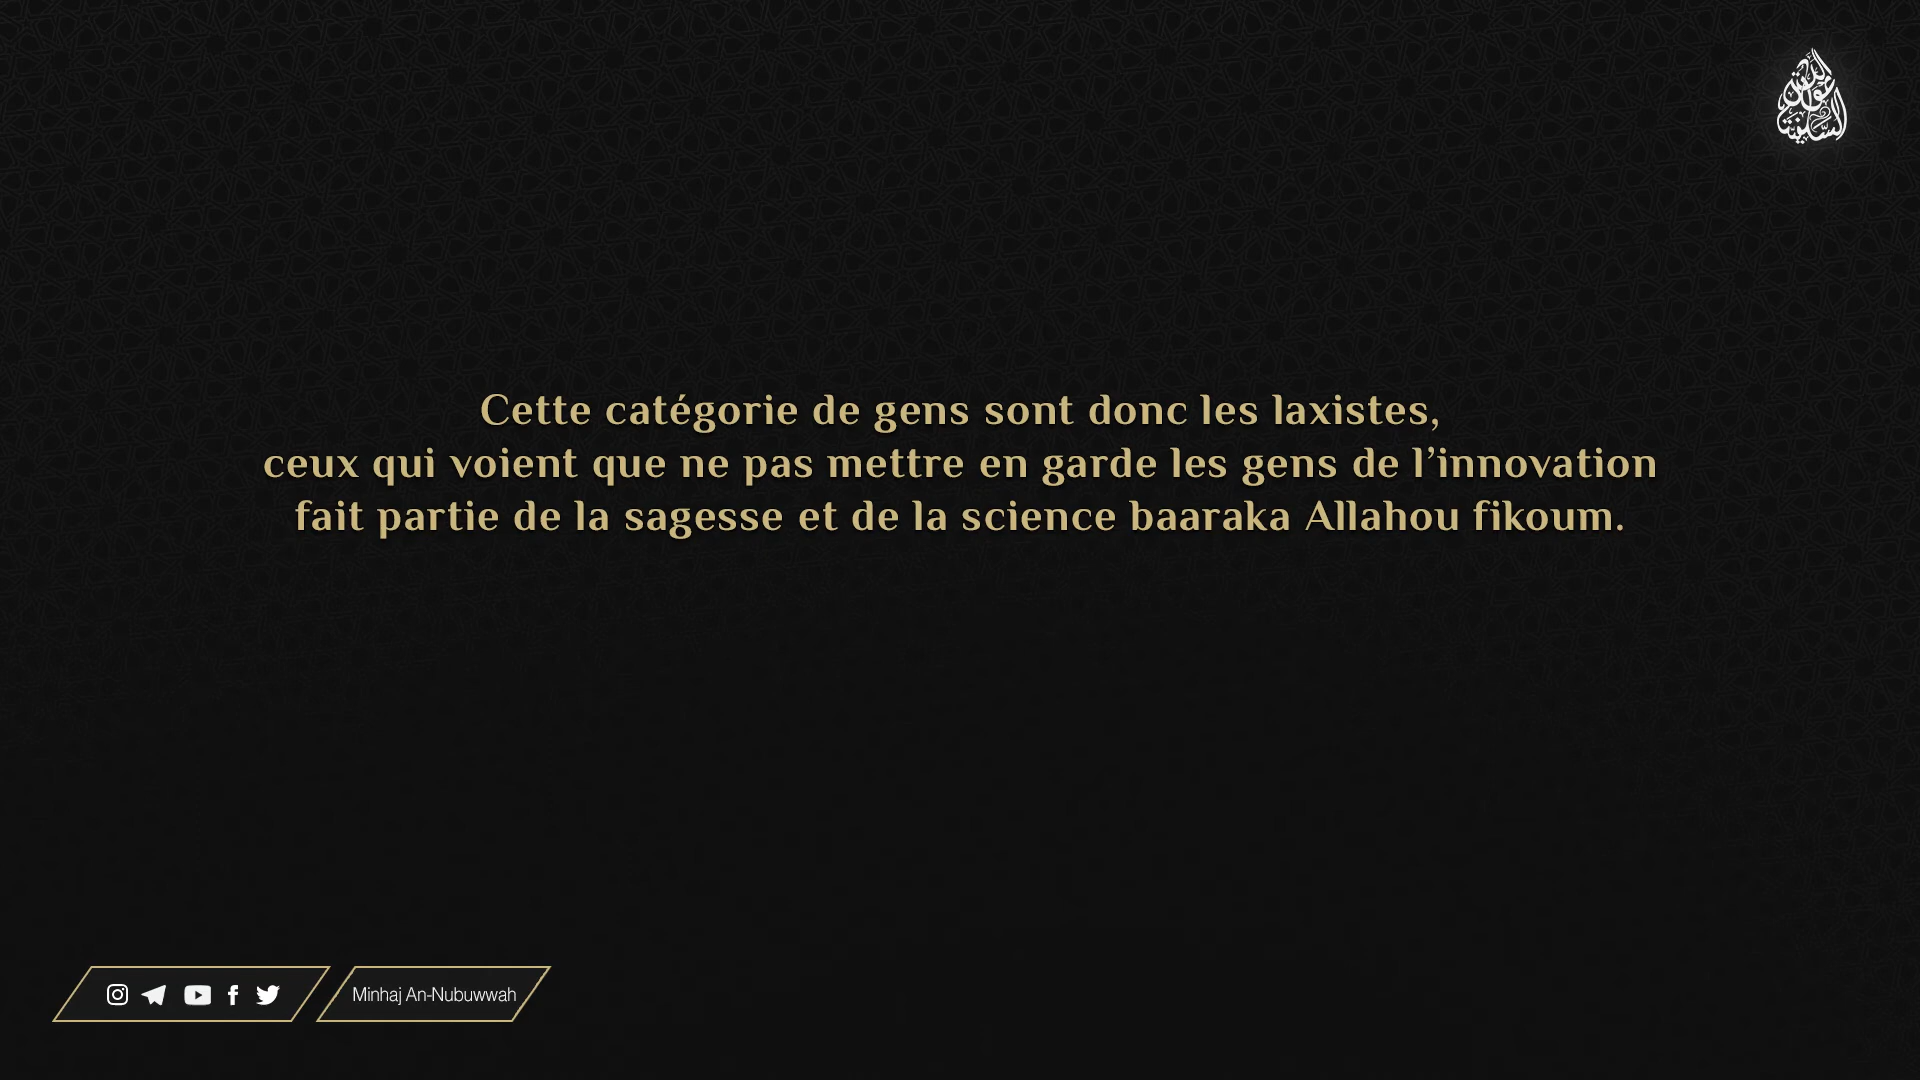 Cette catégorie de gens sont donc les laxistes,
ceux qui voient que ne pas mettre en garde les gens de l’innovation
fait partie de la sagesse et de la science baaraka Allahou fikoum.
Minhaj An-Nubuwwah